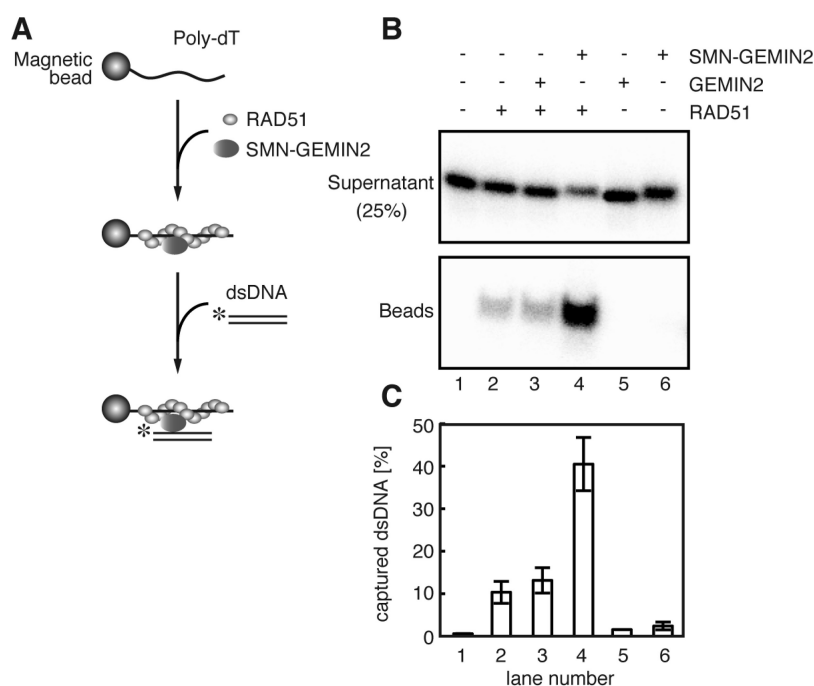 A
Poly-dT
Magnetic
bead
RAD51
SMN-GEMIN2
dsDNA
*
*
B
- - - + - + SMN-GEMIN2
- - + - + - GEMIN2
- + + + - - RAD51
Supernatant
(25%)
Beads
1 2 3 4 5 6
C
captured dsDNA [%]
50
40
30
20
10
0
1 2 3 4 5 6
lane number